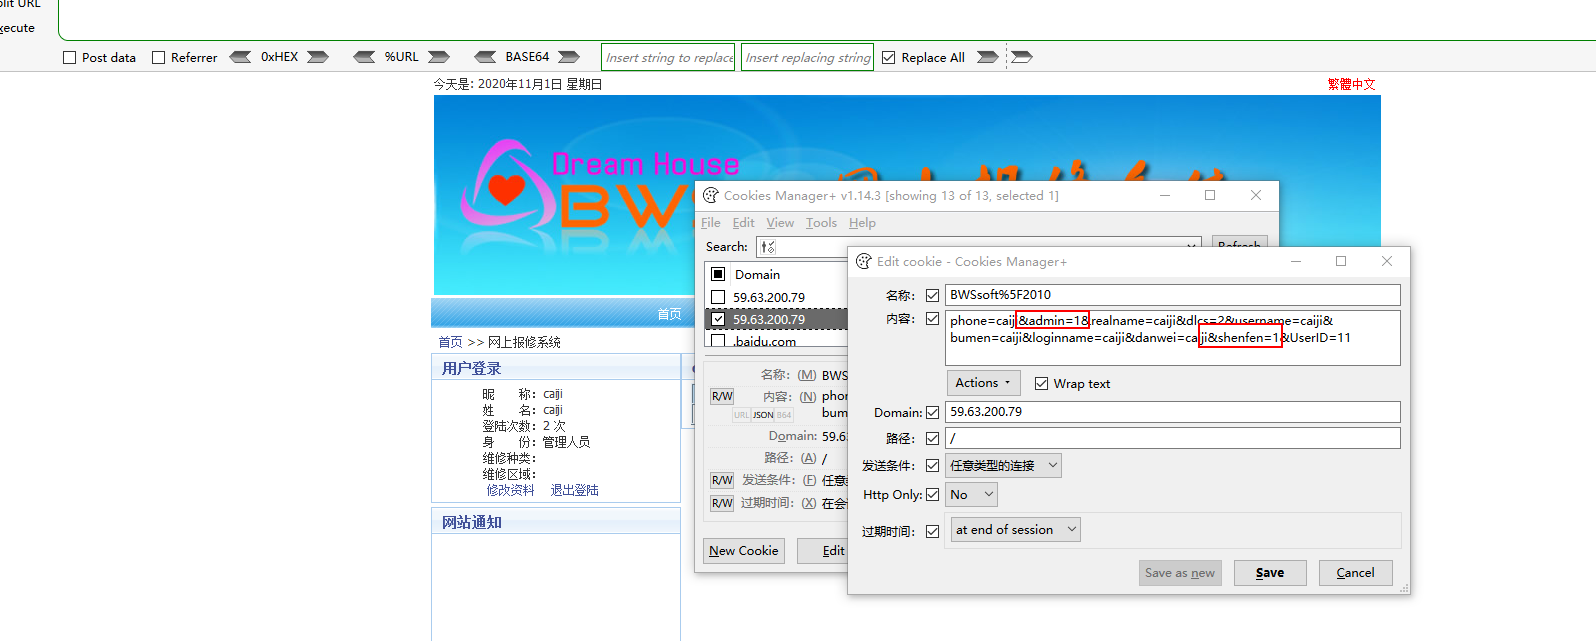 plit URL
xecute
Post data Referrer 0xHEX %URL BASE64 Insert string to replace Insert replacing string Replace All
今天是: 2020年11月1日 星期日
繁體中文
Dream House
BWS
首页
首页 >> 网上报修系统
用户登录
昵 称：caiji
姓 名：caiji
登陆次数：2 次
身 份：管理人员
维修种类：
维修区域：
修改资料 退出登陆
网站通知
Cookies Manager+ v1.14.3 [showing 13 of 13, selected 1]
File Edit View Tools Help
Search:
Refresh
Domain
59.63.200.79
59.63.200.79
.baidu.com
名称: (M) BWS
R/W 内容: (N) phon
URL JSON B64 bum
Domain: 59.6
路径: (A) /
R/W 发送条件: (F) 任意
R/W 过期时间: (X) 在会
New Cookie Edit
Edit cookie - Cookies Manager+
名称: BWSsoft%5F2010
内容: phone=caiji&admin=1&realname=caiji&dlcs=2&username=caiji&
bumen=caiji&loginname=caiji&danwei=caiji&shenfen=1&UserID=11
Actions Wrap text
Domain: 59.63.200.79
路径: /
发送条件: 任意类型的连接
Http Only: No
过期时间: at end of session
Save as new Save Cancel